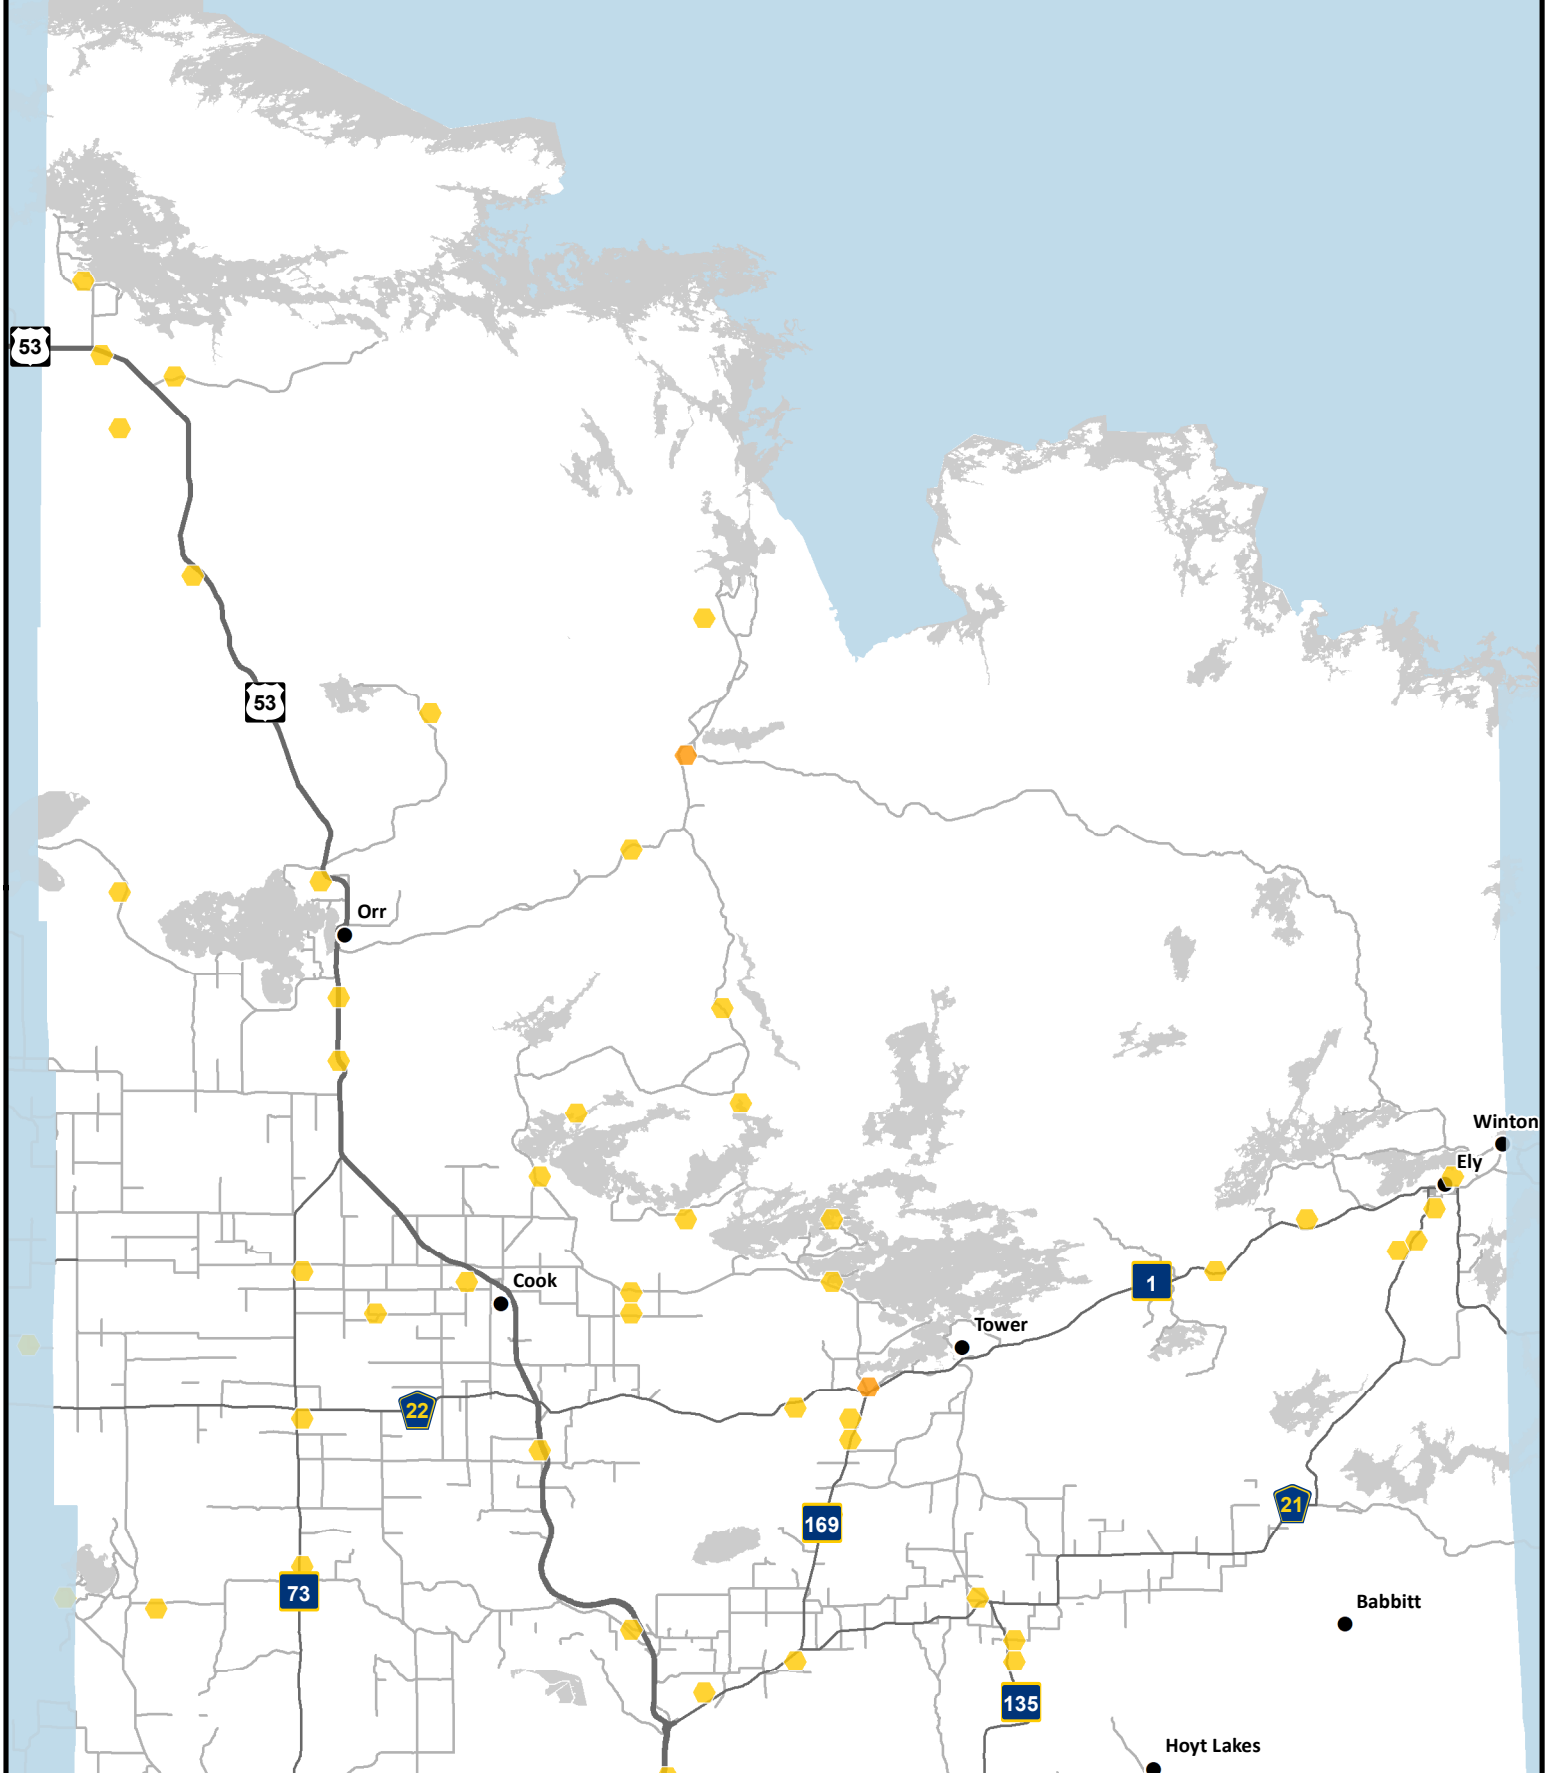 53
53
Orr
Winton
Ely
Cook
1
Tower
22
21
169
73
Babbitt
135
Hoyt Lakes